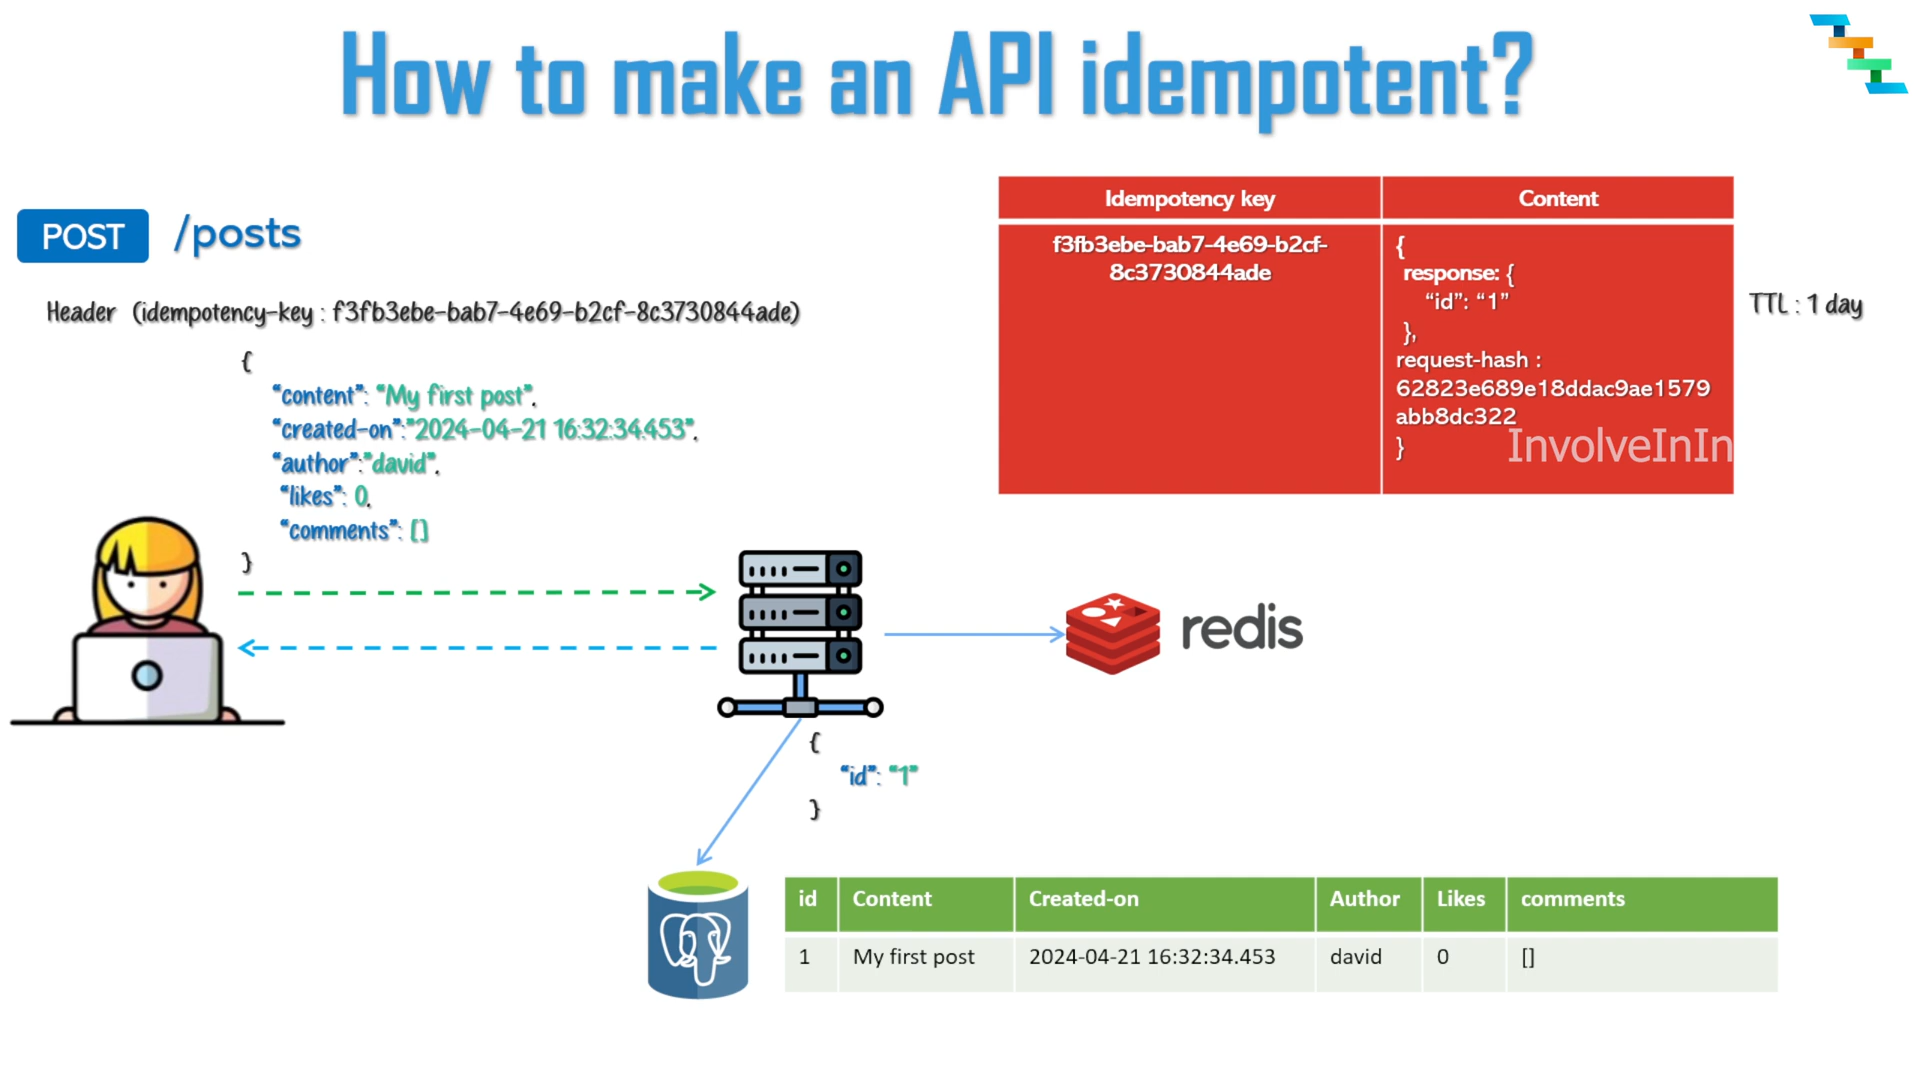 How to make an API idempotent?
POST /posts
Header (idempotency-key : f3fb3ebe-bab7-4e69-b2cf-8c3730844ade)
{
“content”: “My first post”,
“created-on”:”2024-04-21 16:32:34.453”,
“author”:”david”,
“likes”: 0,
“comments”: []
}
Idempotency key Content
f3fb3ebe-bab7-4e69-b2cf-
8c3730844ade
{
response: {
“id”: “1”
},
request-hash :
62823e689e18ddac9ae1579
abb8dc322
}
InvolveInIn
TTL : 1 day
redis
{
“id”: “1”
}
id Content Created-on Author Likes comments
1 My first post 2024-04-21 16:32:34.453 david 0 []